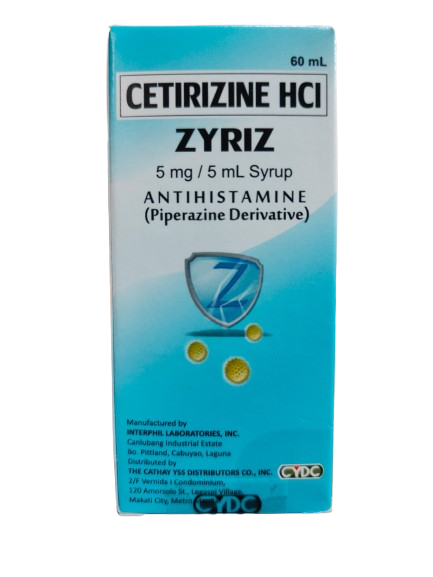 60 mL
CETIRIZINE HCl
ZYRIZ
5 mg / 5 mL Syrup
ANTIHISTAMINE
(Piperazine Derivative)
Z
Manufactured by
INTERPHIL LABORATORIES, INC.
Canlubang Industrial Estate
Bo. Pittland, Cabuyao, Laguna
Distributed by
THE CATHAY YSS DISTRIBUTORS CO., INC.
CYDC
2/F Vernida I Condominium,
120 Amorsolo St., Legaspi Village,
Makati City, Metro
CYDC